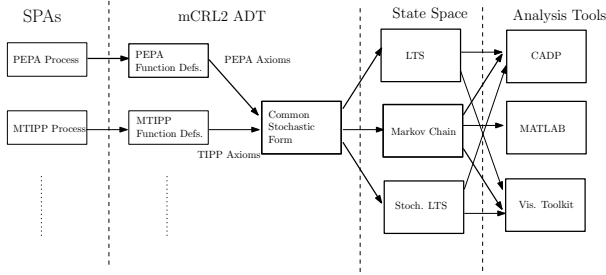 SPAs
mCRL2 ADT
State Space
Analysis Tools
PEPA Process
PEPA
Function Defs.
PEPA Axioms
LTS
CADP
MTIPP Process
MTIPP
Function Defs.
TIPP Axioms
Common
Stochastic
Form
Markov Chain
MATLAB
Stoch. LTS
Vis. Toolkit